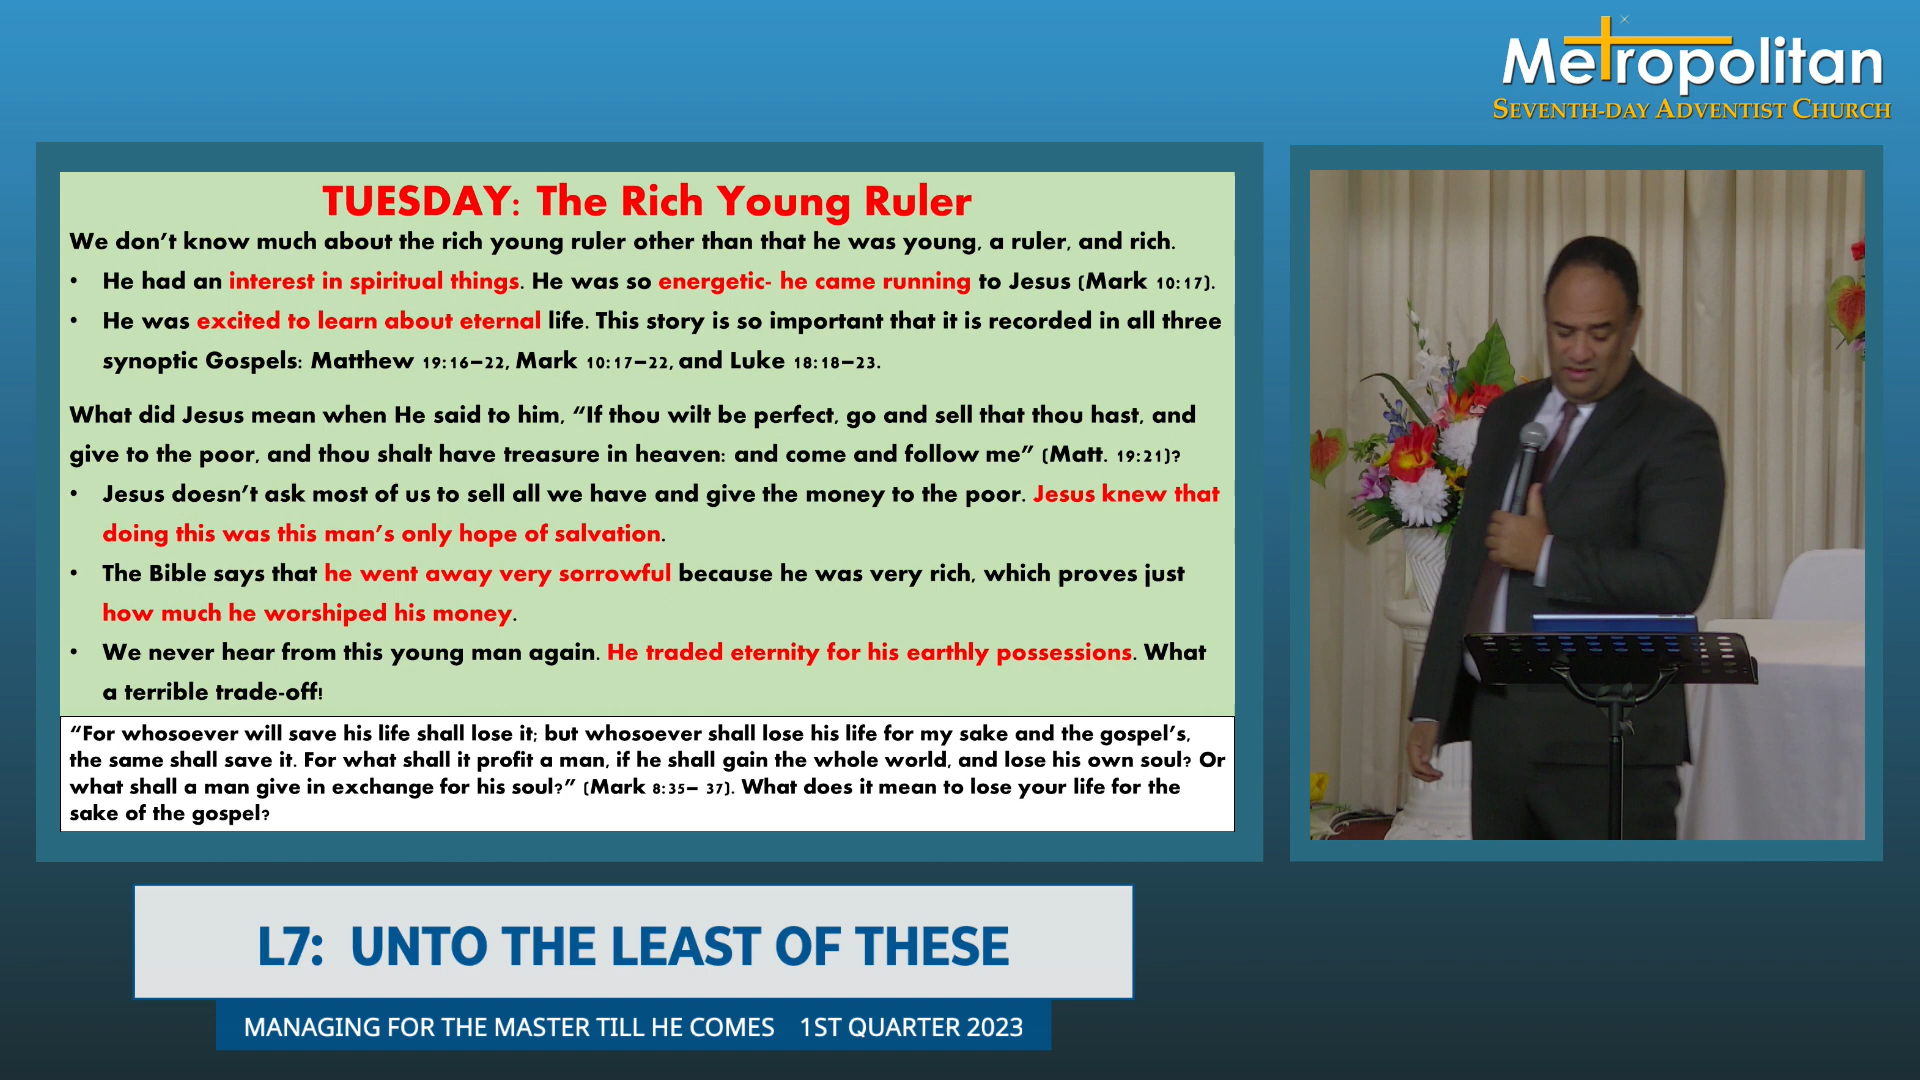 Metropolitan
SEVENTH-DAY ADVENTIST CHURCH
TUESDAY: The Rich Young Ruler
We don't know much about the rich young ruler other than that he was young, a ruler, and rich.
• He had an interest in spiritual things. He was so energetic- he came running to Jesus (Mark 10:17).
• He was excited to learn about eternal life. This story is so important that it is recorded in all three
synoptic Gospels: Matthew 19:16–22, Mark 10:17–22, and Luke 18:18–23.
What did Jesus mean when He said to him, "If thou wilt be perfect, go and sell that thou hast, and
give to the poor, and thou shalt have treasure in heaven: and come and follow me" (Matt. 19:21)?
• Jesus doesn't ask most of us to sell all we have and give the money to the poor. Jesus knew that
doing this was this man's only hope of salvation.
• The Bible says that he went away very sorrowful because he was very rich, which proves just
how much he worshiped his money.
• We never hear from this young man again. He traded eternity for his earthly possessions. What
a terrible trade-off!
"For whosoever will save his life shall lose it; but whosoever shall lose his life for my sake and the gospel's,
the same shall save it. For what shall it profit a man, if he shall gain the whole world, and lose his own soul? Or
what shall a man give in exchange for his soul?" (Mark 8:35– 37). What does it mean to lose your life for the
sake of the gospel?
L7: UNTO THE LEAST OF THESE
MANAGING FOR THE MASTER TILL HE COMES 1ST QUARTER 2023